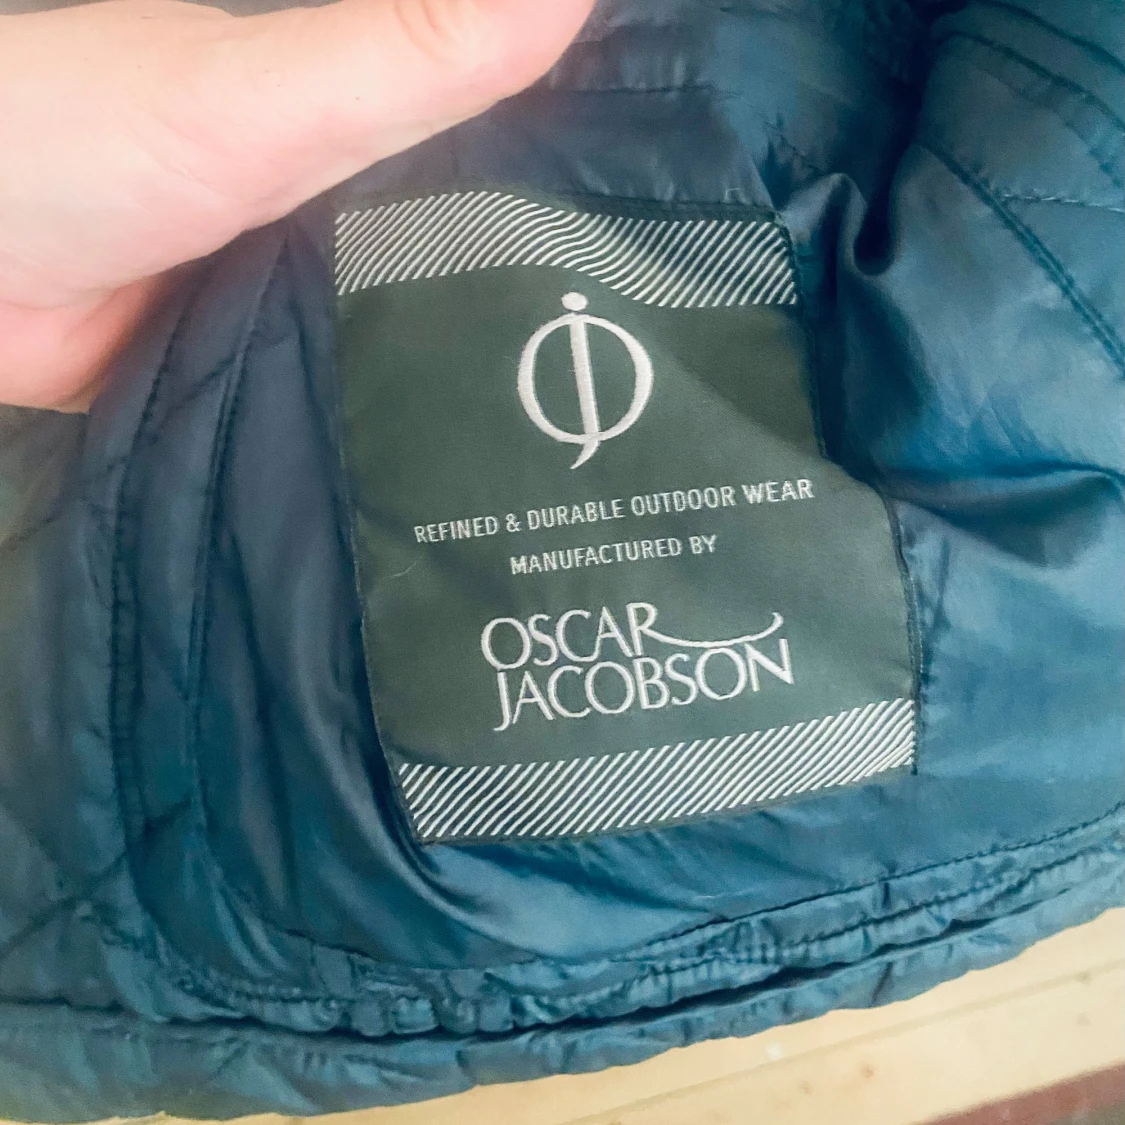 REFINED & DURABLE OUTDOOR WEAR
MANUFACTURED BY
OSCAR
JACOBSON